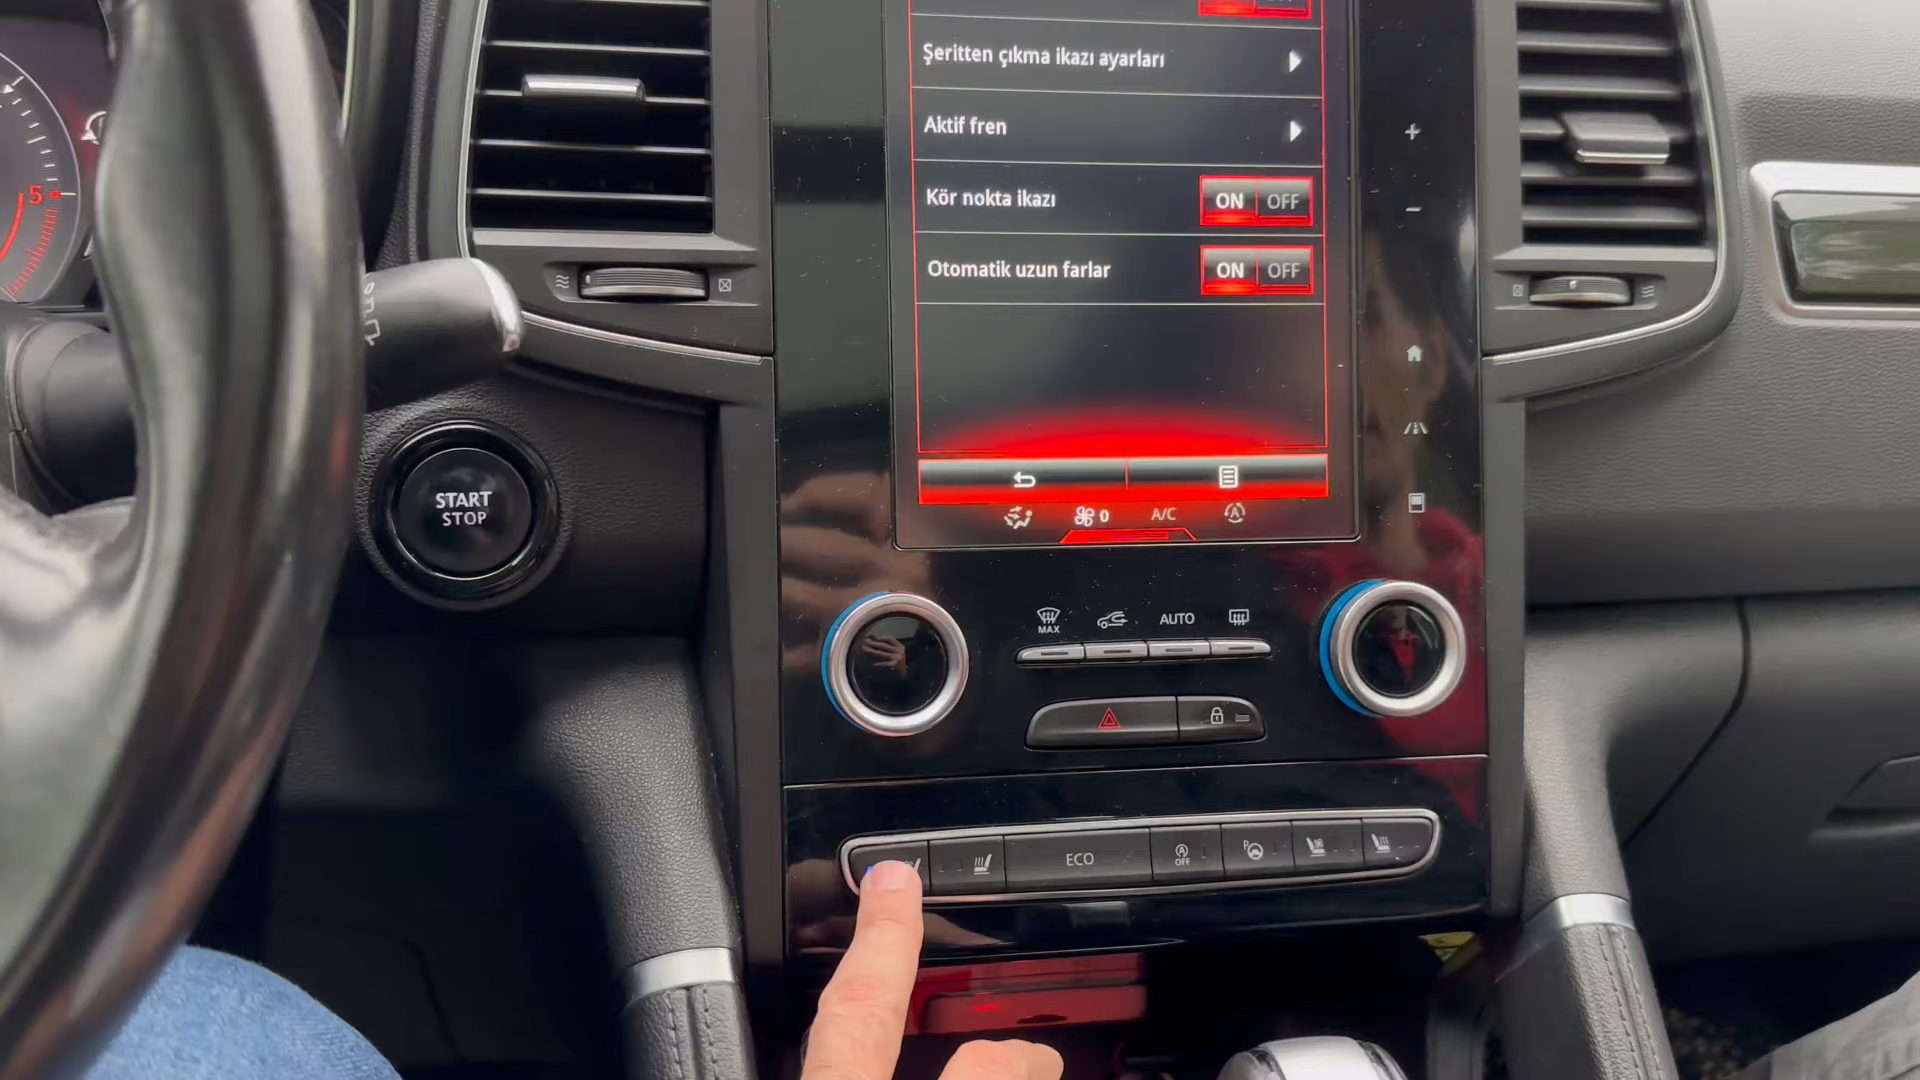 Şeritten çıkma ikazı ayarları
Aktif fren
Kör nokta ikazı ON OFF
Otomatik uzun farlar ON OFF
0 A/C
5
START
STOP
MAX AUTO
ECO
OFF
P